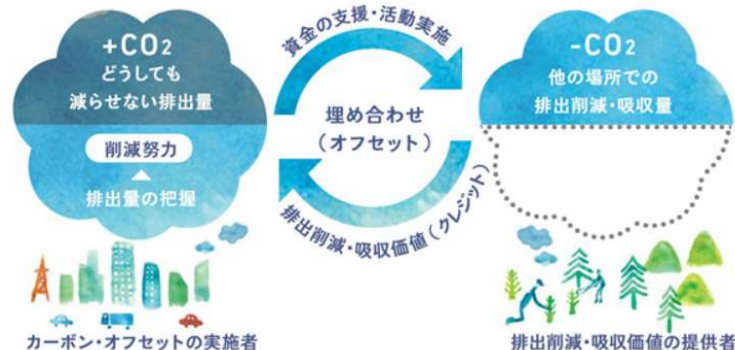 +CO2
どうしても
減らせない排出量
削減努力
排出量の把握
カーボン・オフセットの実施者
資金の支援・活動実施
埋め合わせ
（オフセット）
排出削減・吸収価値（クレジット）
-CO2
他の場所での
排出削減・吸収量
排出削減・吸収価値の提供者